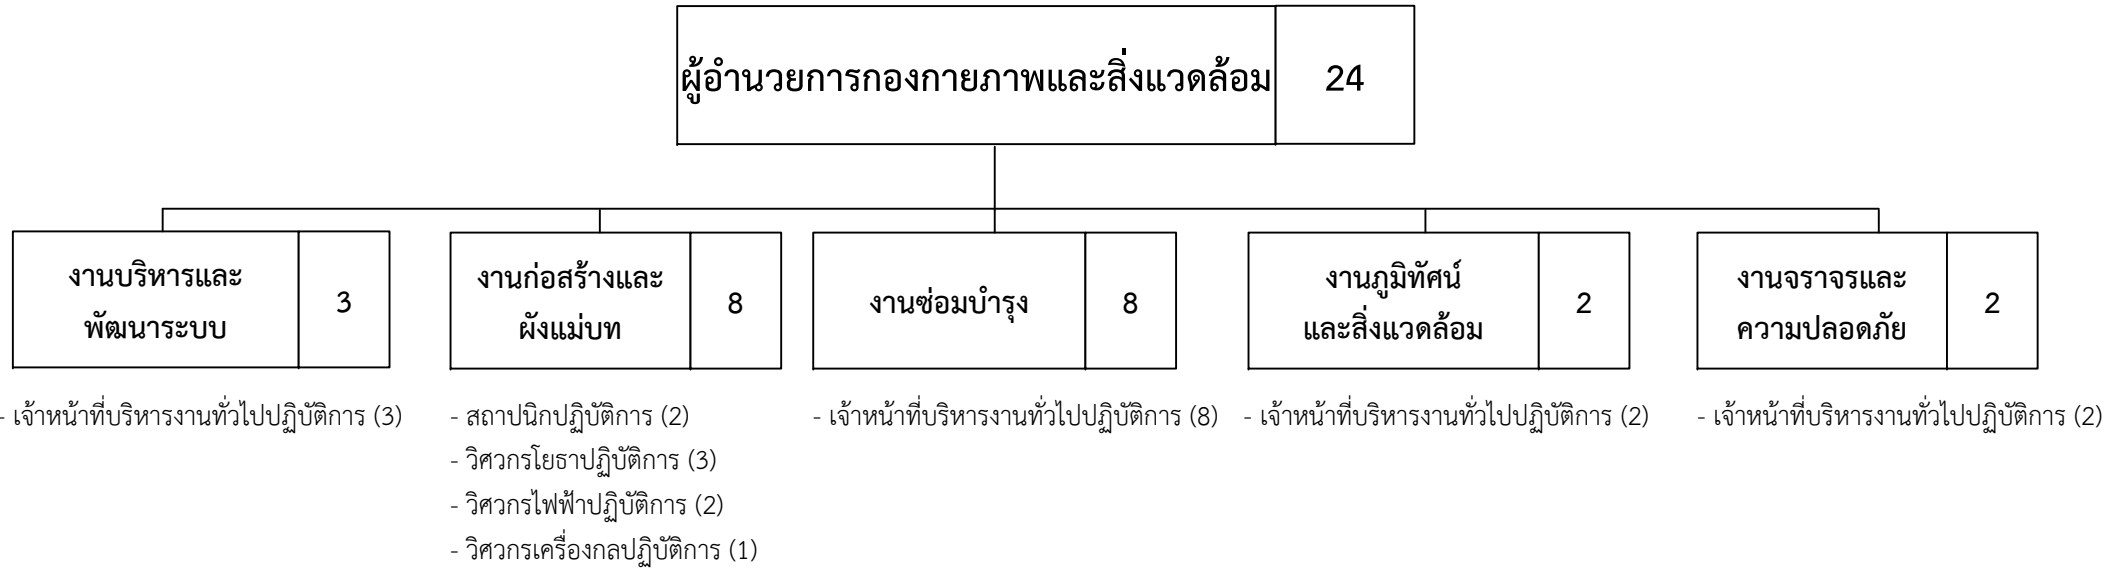 ผู้อำนวยการกองกายภาพและสิ่งแวดล้อม 24
งานบริหารและ
พัฒนาระบบ
3
งานก่อสร้างและ
ผังแม่บท
8
งานซ่อมบำรุง
8
งานภูมิทัศน์
และสิ่งแวดล้อม
2
งานจราจรและ
ความปลอดภัย
2
- เจ้าหน้าที่บริหารงานทั่วไปปฏิบัติการ (3)
- สถาปนิกปฏิบัติการ (2)
- วิศวกรโยธาปฏิบัติการ (3)
- วิศวกรไฟฟ้าปฏิบัติการ (2)
- วิศวกรเครื่องกลปฏิบัติการ (1)
- เจ้าหน้าที่บริหารงานทั่วไปปฏิบัติการ (8)
- เจ้าหน้าที่บริหารงานทั่วไปปฏิบัติการ (2)
- เจ้าหน้าที่บริหารงานทั่วไปปฏิบัติการ (2)